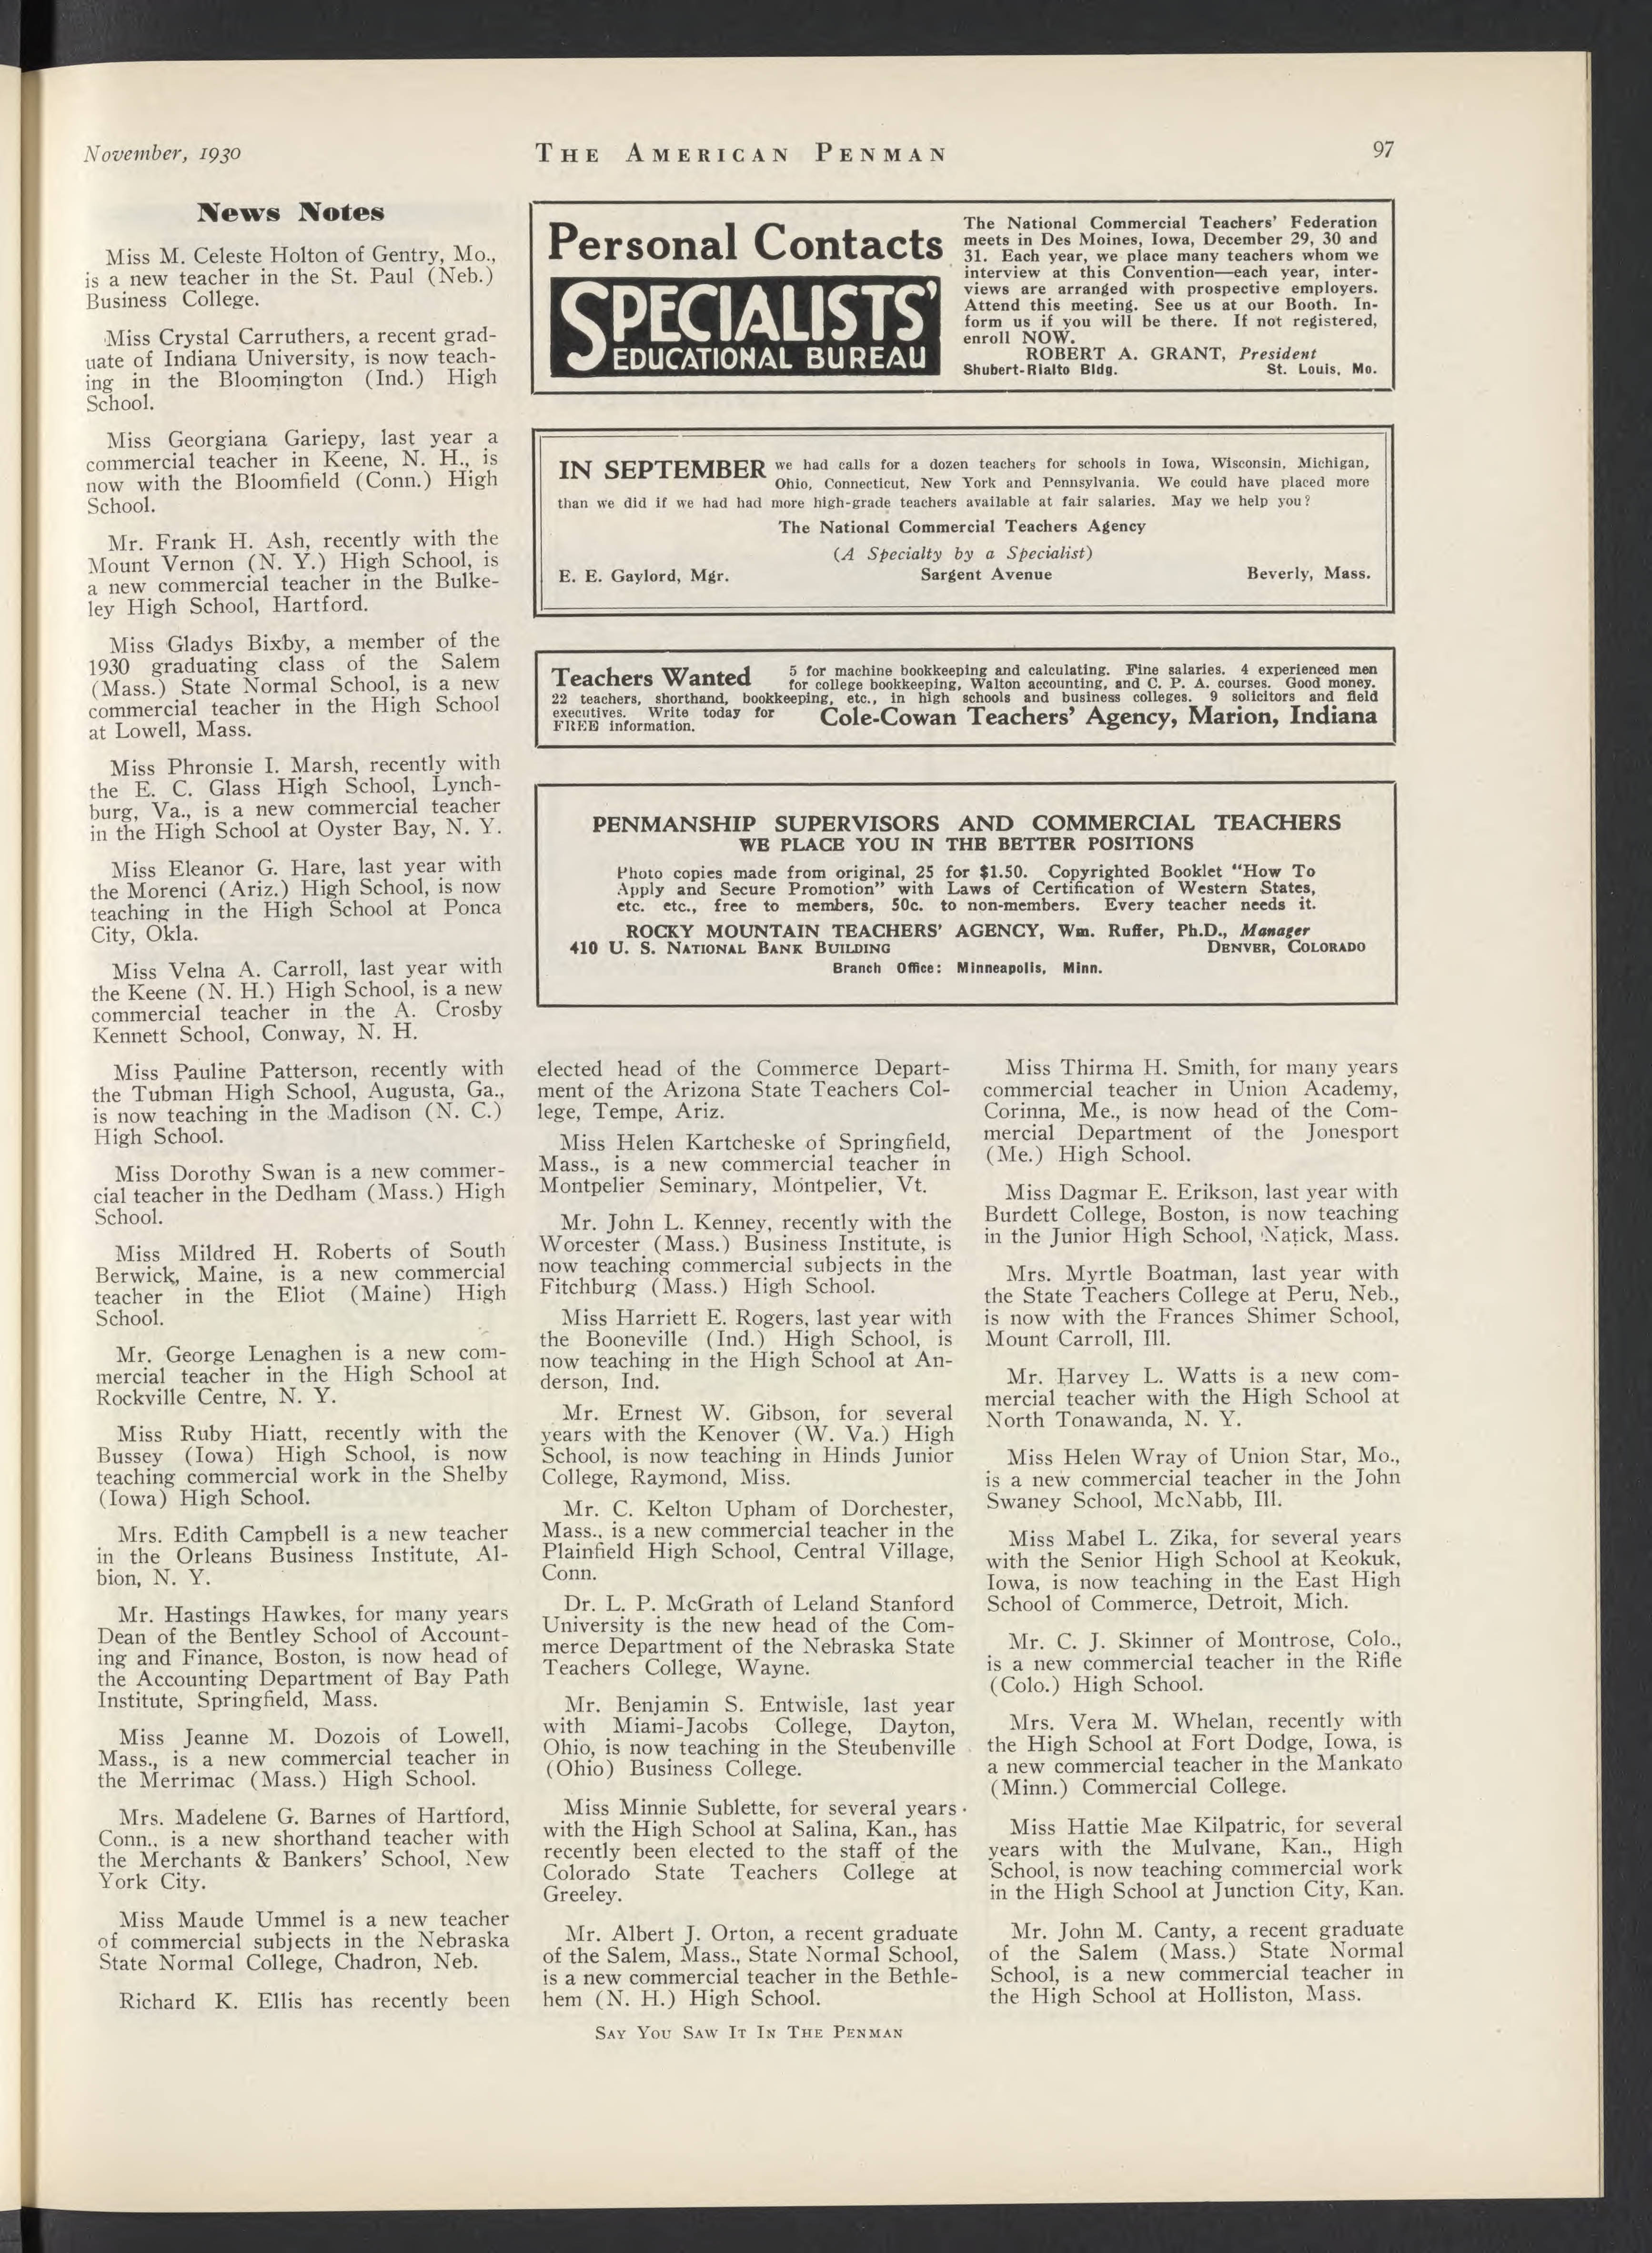 November, 1930
THE AMERICAN PENMAN
97
News Notes
Miss M. Celeste Holton of Gentry, Mo.,
is a new teacher in the St. Paul (Neb.)
Business College.
Miss Crystal Carruthers, a recent grad-
uate of Indiana University, is now teach-
ing in the Bloomington (Ind.) High
School.
Miss Georgiana Gariepy, last year a
commercial teacher in Keene, N. H., is
now with the Bloomfield (Conn.) High
School.
Mr. Frank H. Ash, recently with the
Mount Vernon (N. Y.) High School, is
a new commercial teacher in the Bulke-
ley High School, Hartford.
Miss Gladys Bixby, a member of the
1930 graduating class of the Salem
(Mass.) State Normal School, is a new
commercial teacher in the High School
at Lowell, Mass.
Miss Phronsie I. Marsh, recently with
the E. C. Glass High School, Lynch-
burg, Va., is a new commercial teacher
in the High School at Oyster Bay, N. Y.
Miss Eleanor G. Hare, last year with
the Morenci (Ariz.) High School, is now
teaching in the High School at Ponca
City, Okla.
Miss Velna A. Carroll, last year with
the Keene (N. H.) High School, is a new
commercial teacher in the A. Crosby
Kennett School, Conway, N. H.
Miss Pauline Patterson, recently with
the Tubman High School, Augusta, Ga.,
is now teaching in the Madison (N. C.)
High School.
Miss Dorothy Swan is a new commer-
cial teacher in the Dedham (Mass.) High
School.
Miss Mildred H. Roberts of South
Berwick, Maine, is a new commercial
teacher in the Eliot (Maine) High
School.
Mr. George Lenaghen is a new com-
mercial teacher in the High School at
Rockville Centre, N. Y.
Miss Ruby Hiatt, recently with the
Bussey (Iowa) High School, is now
teaching commercial work in the Shelby
(Iowa) High School.
Mrs. Edith Campbell is a new teacher
in the Orleans Business Institute, Al-
bion, N. Y.
Mr. Hastings Hawkes, for many years
Dean of the Bentley School of Account-
ing and Finance, Boston, is now head of
the Accounting Department of Bay Path
Institute, Springfield, Mass.
Miss Jeanne M. Dozois of Lowell,
Mass., is a new commercial teacher in
the Merrimac (Mass.) High School.
Mrs. Madelene G. Barnes of Hartford,
Conn., is a new shorthand teacher with
the Merchants & Bankers' School, New
York City.
Miss Maude Ummel is a new teacher
of commercial subjects in the Nebraska
State Normal College, Chadron, Neb.
Richard K. Ellis has recently been
Personal Contacts
SPECIALISTS'
EDUCATIONAL BUREAU
The National Commercial Teachers' Federation
meets in Des Moines, Iowa, December 29, 30 and
31. Each year, we place many teachers whom we
interview at this Convention—each year, inter-
views are arranged with prospective employers.
Attend this meeting. See us at our Booth. In-
form us if you will be there. If not registered,
enroll NOW.
ROBERT A. GRANT, President
Shubert-Rialto Bldg. St. Louis, Mo.
IN SEPTEMBER we had calls for a dozen teachers for schools in Iowa, Wisconsin, Michigan,
Ohio, Connecticut, New York and Pennsylvania. We could have placed more
than we did if we had had more high-grade teachers available at fair salaries. May we help you?
The National Commercial Teachers Agency
(A Specialty by a Specialist)
E. E. Gaylord, Mgr. Sargent Avenue Beverly, Mass.
Teachers Wanted 5 for machine bookkeeping and calculating. Fine salaries. 4 experienced men
for college bookkeeping, Walton accounting, and C. P. A. courses. Good money.
22 teachers, shorthand, bookkeeping, etc., in high schools and business colleges. 9 solicitors and field
executives. Write today for
FREE information.
Cole-Cowan Teachers' Agency, Marion, Indiana
PENMANSHIP SUPERVISORS AND COMMERCIAL TEACHERS
WE PLACE YOU IN THE BETTER POSITIONS
Photo copies made from original, 25 for $1.50. Copyrighted Booklet "How To
Apply and Secure Promotion" with Laws of Certification of Western States,
etc. etc., free to members, 50c. to non-members. Every teacher needs it.
ROCKY MOUNTAIN TEACHERS' AGENCY, Wm. Ruffer, Ph.D., Manager
410 U. S. NATIONAL BANK BUILDING DENVER, COLORADO
Branch Office: Minneapolis, Minn.
elected head of the Commerce Depart-
ment of the Arizona State Teachers Col-
lege, Tempe, Ariz.
Miss Helen Kartcheske of Springfield,
Mass., is a new commercial teacher in
Montpelier Seminary, Montpelier, Vt.
Mr. John L. Kenney, recently with the
Worcester (Mass.) Business Institute, is
now teaching commercial subjects in the
Fitchburg (Mass.) High School.
Miss Harriett E. Rogers, last year with
the Booneville (Ind.) High School, is
now teaching in the High School at An-
derson, Ind.
Mr. Ernest W. Gibson, for several
years with the Kenover (W. Va.) High
School, is now teaching in Hinds Junior
College, Raymond, Miss.
Mr. C. Kelton Upham of Dorchester,
Mass., is a new commercial teacher in the
Plainfield High School, Central Village,
Conn.
Dr. L. P. McGrath of Leland Stanford
University is the new head of the Com-
merce Department of the Nebraska State
Teachers College, Wayne.
Mr. Benjamin S. Entwisle, last year
with Miami-Jacobs College, Dayton,
Ohio, is now teaching in the Steubenville
(Ohio) Business College.
Miss Minnie Sublette, for several years
with the High School at Salina, Kan., has
recently been elected to the staff of the
Colorado State Teachers College at
Greeley.
Mr. Albert J. Orton, a recent graduate
of the Salem, Mass., State Normal School,
is a new commercial teacher in the Bethle-
hem (N. H.) High School.
Miss Thirma H. Smith, for many years
commercial teacher in Union Academy,
Corinna, Me., is now head of the Com-
mercial Department of the Jonesport
(Me.) High School.
Miss Dagmar E. Erikson, last year with
Burdett College, Boston, is now teaching
in the Junior High School, Natick, Mass.
Mrs. Myrtle Boatman, last year with
the State Teachers College at Peru, Neb.,
is now with the Frances Shimer School,
Mount Carroll, Ill.
Mr. Harvey L. Watts is a new com-
mercial teacher with the High School at
North Tonawanda, N. Y.
Miss Helen Wray of Union Star, Mo.,
is a new commercial teacher in the John
Swaney School, McNabb, Ill.
Miss Mabel L. Zika, for several years
with the Senior High School at Keokuk,
Iowa, is now teaching in the East High
School of Commerce, Detroit, Mich.
Mr. C. J. Skinner of Montrose, Colo.,
is a new commercial teacher in the Rifle
(Colo.) High School.
Mrs. Vera M. Whelan, recently with
the High School at Fort Dodge, Iowa, is
a new commercial teacher in the Mankato
(Minn.) Commercial College.
Miss Hattie Mae Kilpatric, for several
years with the Mulvane, Kan., High
School, is now teaching commercial work
in the High School at Junction City, Kan.
Mr. John M. Canty, a recent graduate
of the Salem (Mass.) State Normal
School, is a new commercial teacher in
the High School at Holliston, Mass.
SAY YOU SAW IT IN THE PENMAN